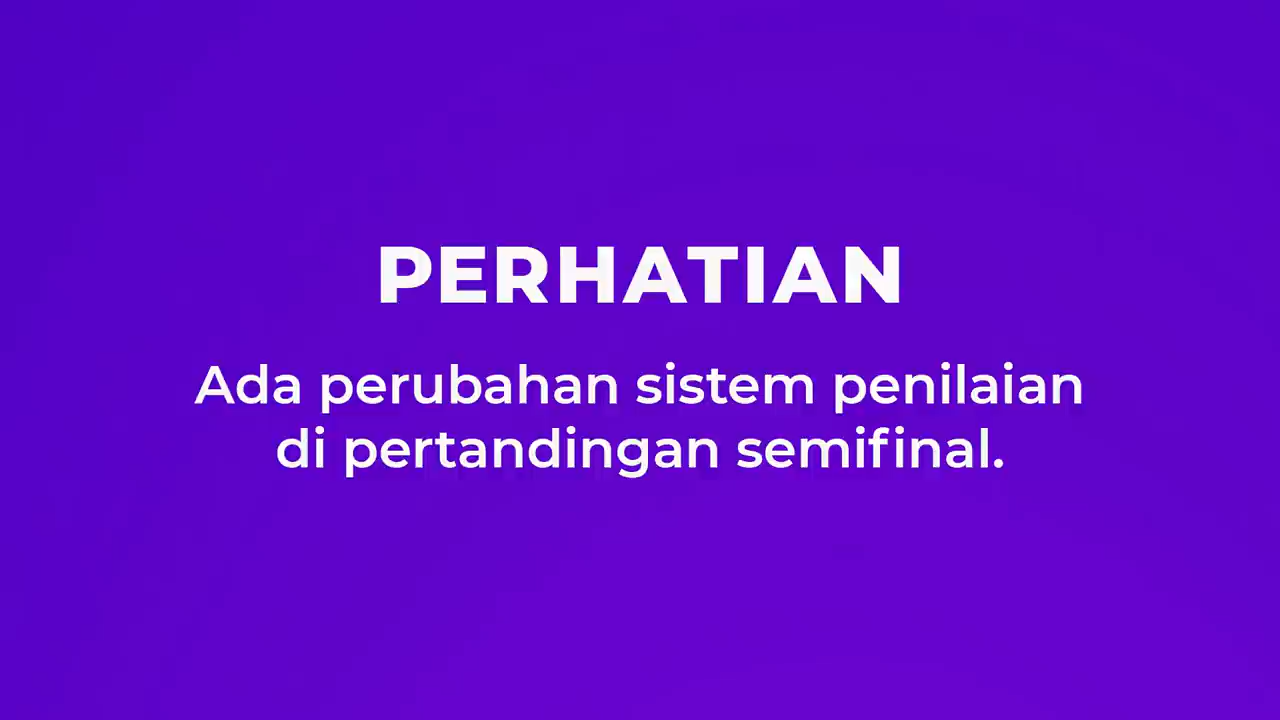 PERHATIAN
Ada perubahan sistem penilaian
di pertandingan semifinal.